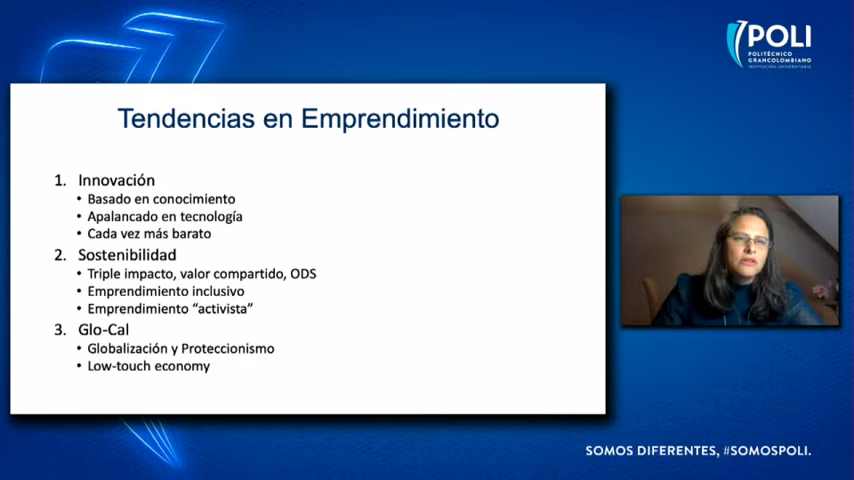 POLI
POLITÉCNICO
GRANCOLOMBIANO
INSTITUCIÓN UNIVERSITARIA
Tendencias en Emprendimiento
1. Innovación
• Basado en conocimiento
• Apalancado en tecnología
• Cada vez más barato
2. Sostenibilidad
• Triple impacto, valor compartido, ODS
• Emprendimiento inclusivo
• Emprendimiento “activista”
3. Glo-Cal
• Globalización y Proteccionismo
• Low-touch economy
SOMOS DIFERENTES, #SOMOSPOLI.